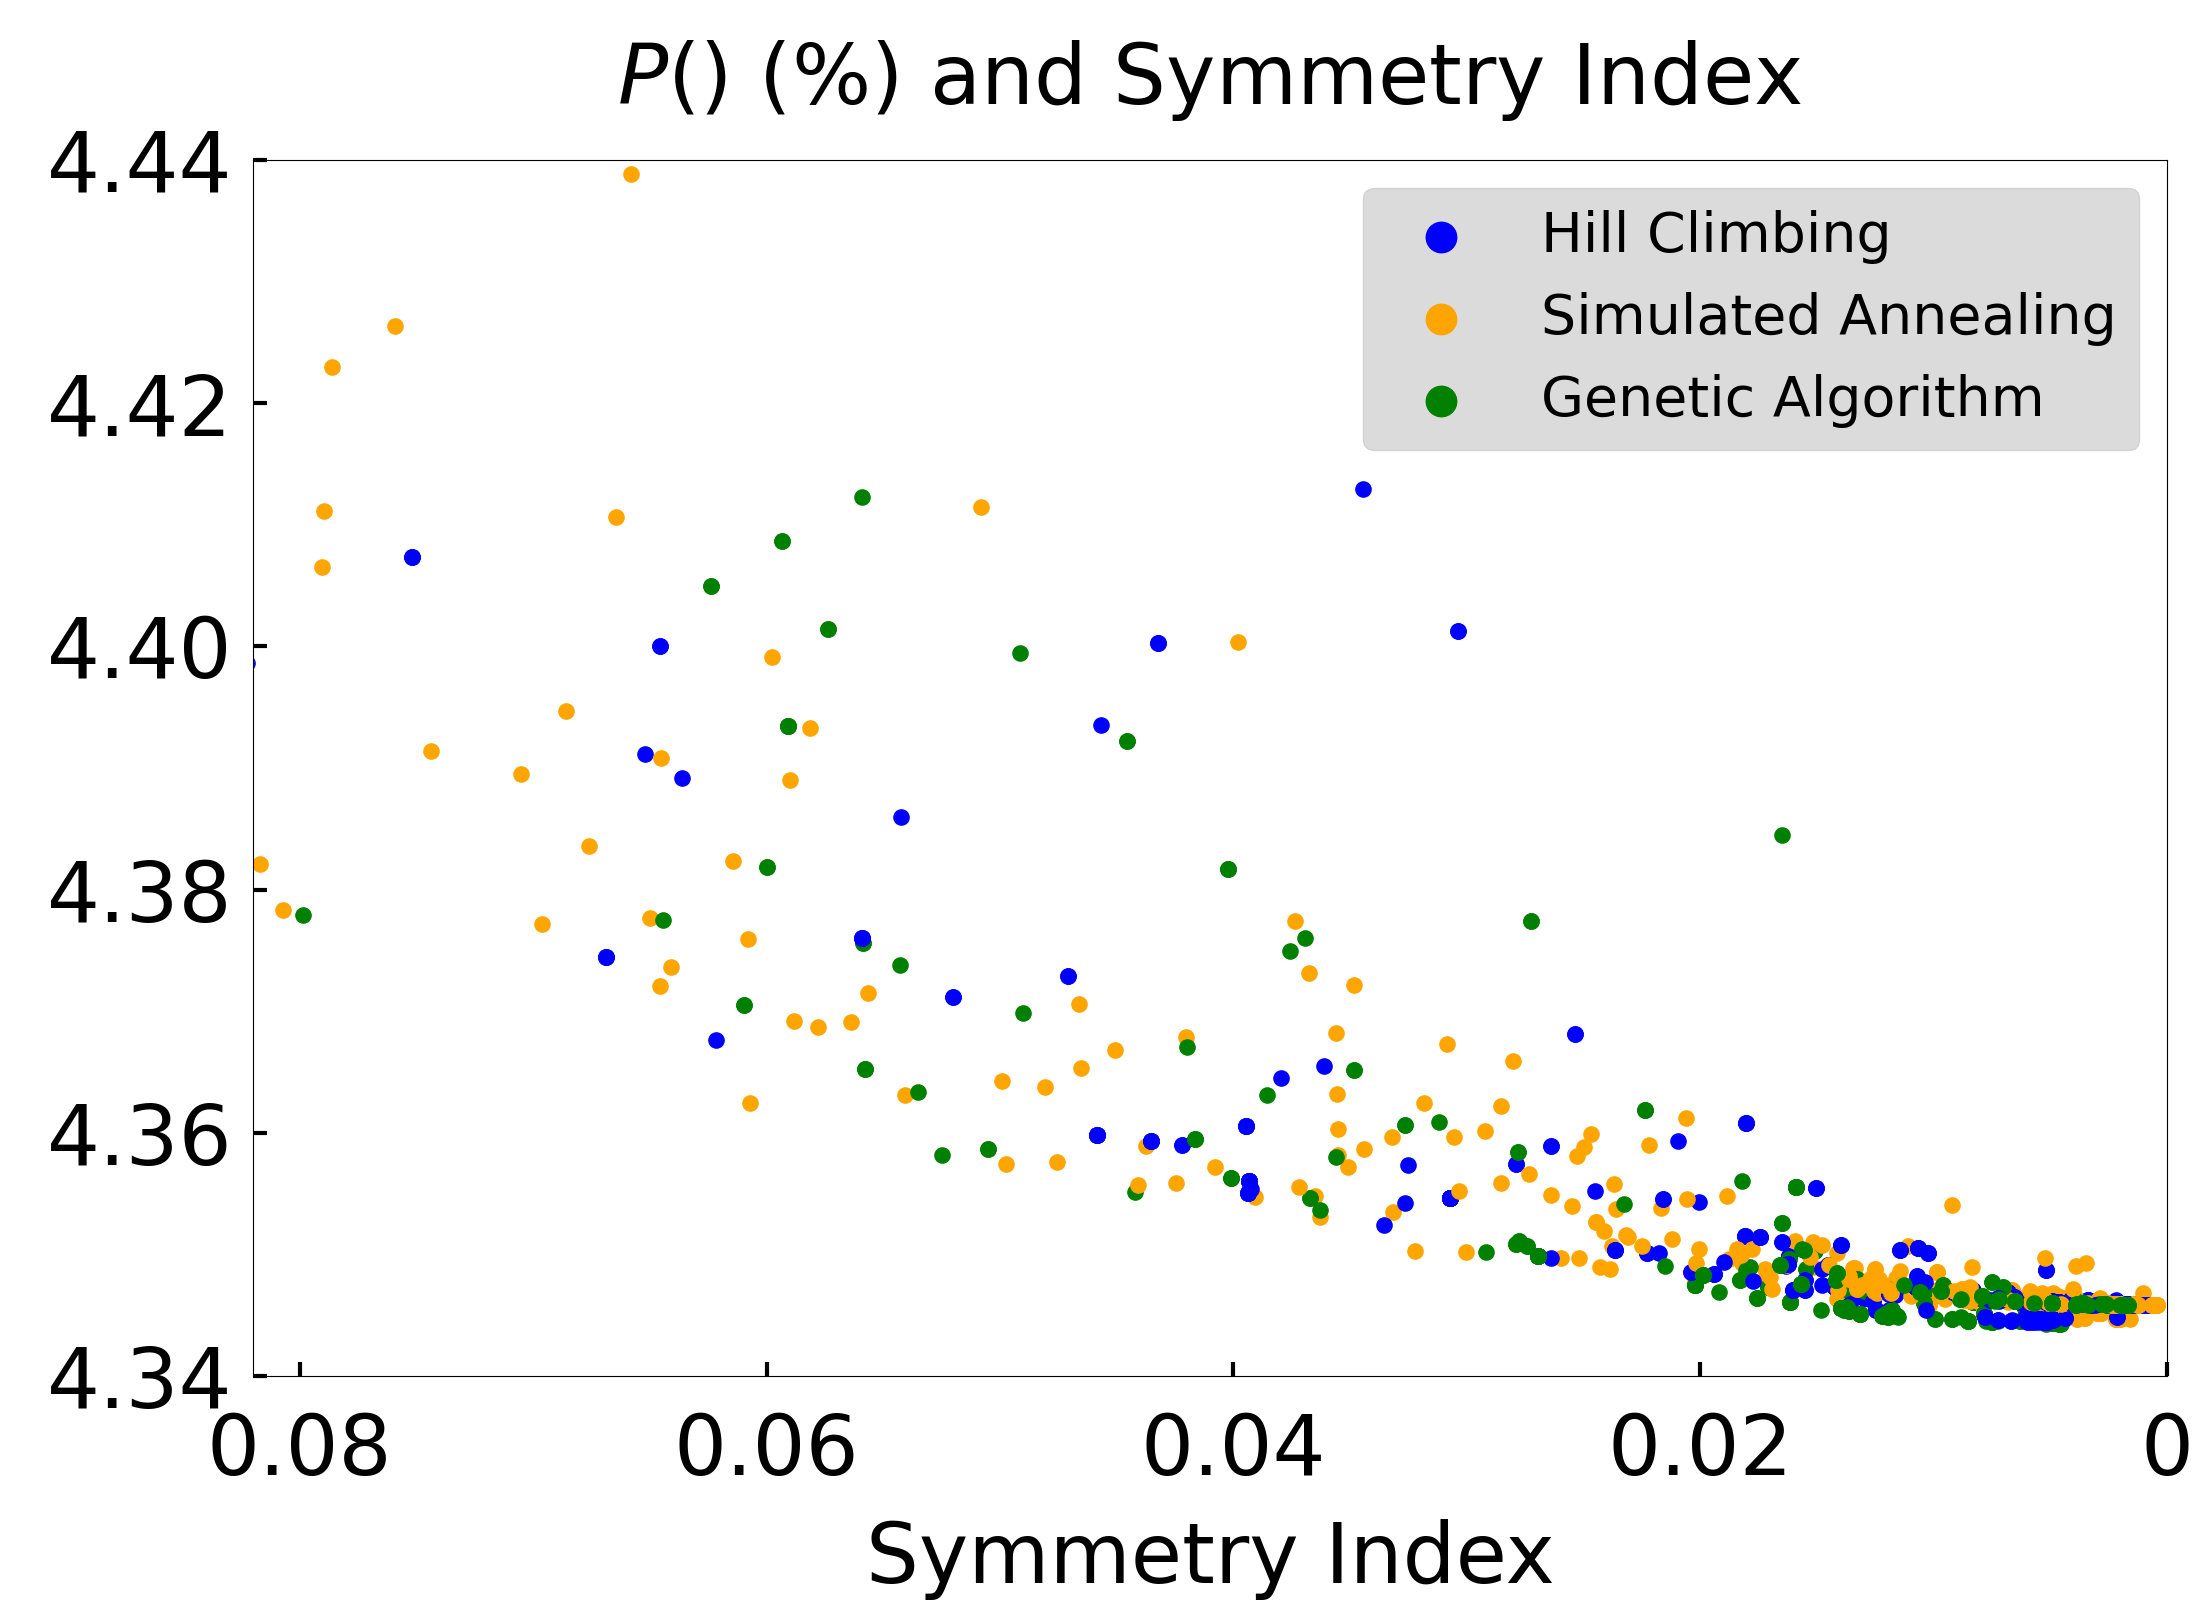 P() (%) and Symmetry Index
4.44
4.42
4.40
4.38
4.36
4.34
Hill Climbing
Simulated Annealing
Genetic Algorithm
0.08 0.06 0.04 0.02 0
Symmetry Index